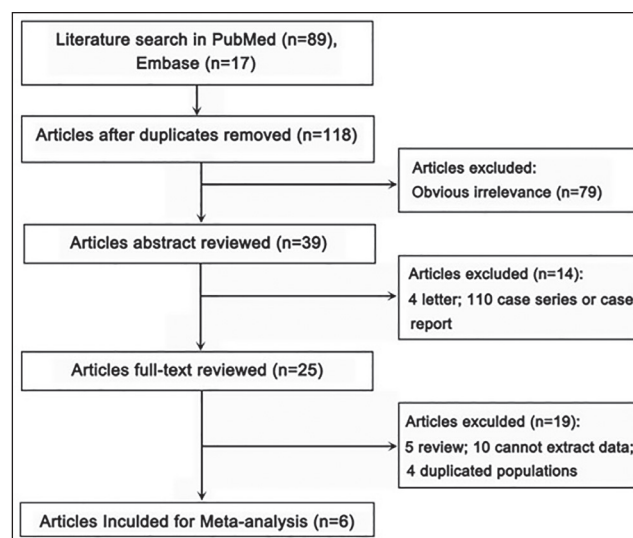 Literature search in PubMed (n=89),
Embase (n=17)
Articles after duplicates removed (n=118)
Articles excluded:
Obvious irrelevance (n=79)
Articles abstract reviewed (n=39)
Articles excluded (n=14):
4 letter; 110 case series or case
report
Articles full-text reviewed (n=25)
Articles exculded (n=19):
5 review; 10 cannot extract data;
4 duplicated populations
Articles Inculded for Meta-analysis (n=6)